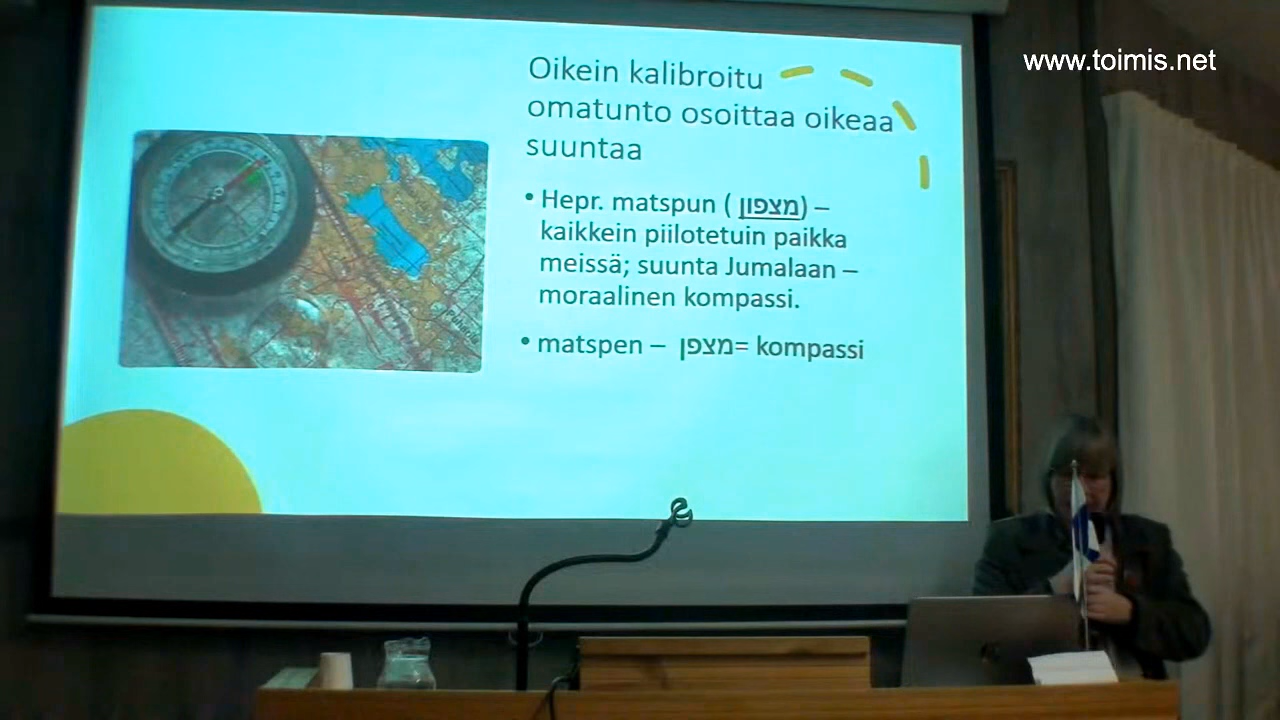 www.toimis.net
Oikein kalibroitu
omatunto osoittaa oikeaa
suuntaa
• Hepr. matspun ( מצפון) –
kaikkein piilotetuin paikka
meissä; suunta Jumalaan –
moraalinen kompassi.
• matspen – מצפן= kompassi